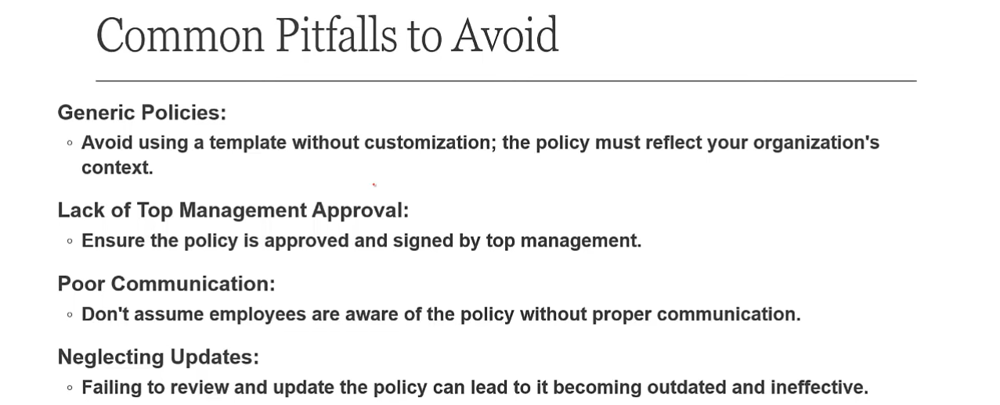 Common Pitfalls to Avoid
Generic Policies:
◦ Avoid using a template without customization; the policy must reflect your organization's
context.
Lack of Top Management Approval:
◦ Ensure the policy is approved and signed by top management.
Poor Communication:
◦ Don't assume employees are aware of the policy without proper communication.
Neglecting Updates:
◦ Failing to review and update the policy can lead to it becoming outdated and ineffective.